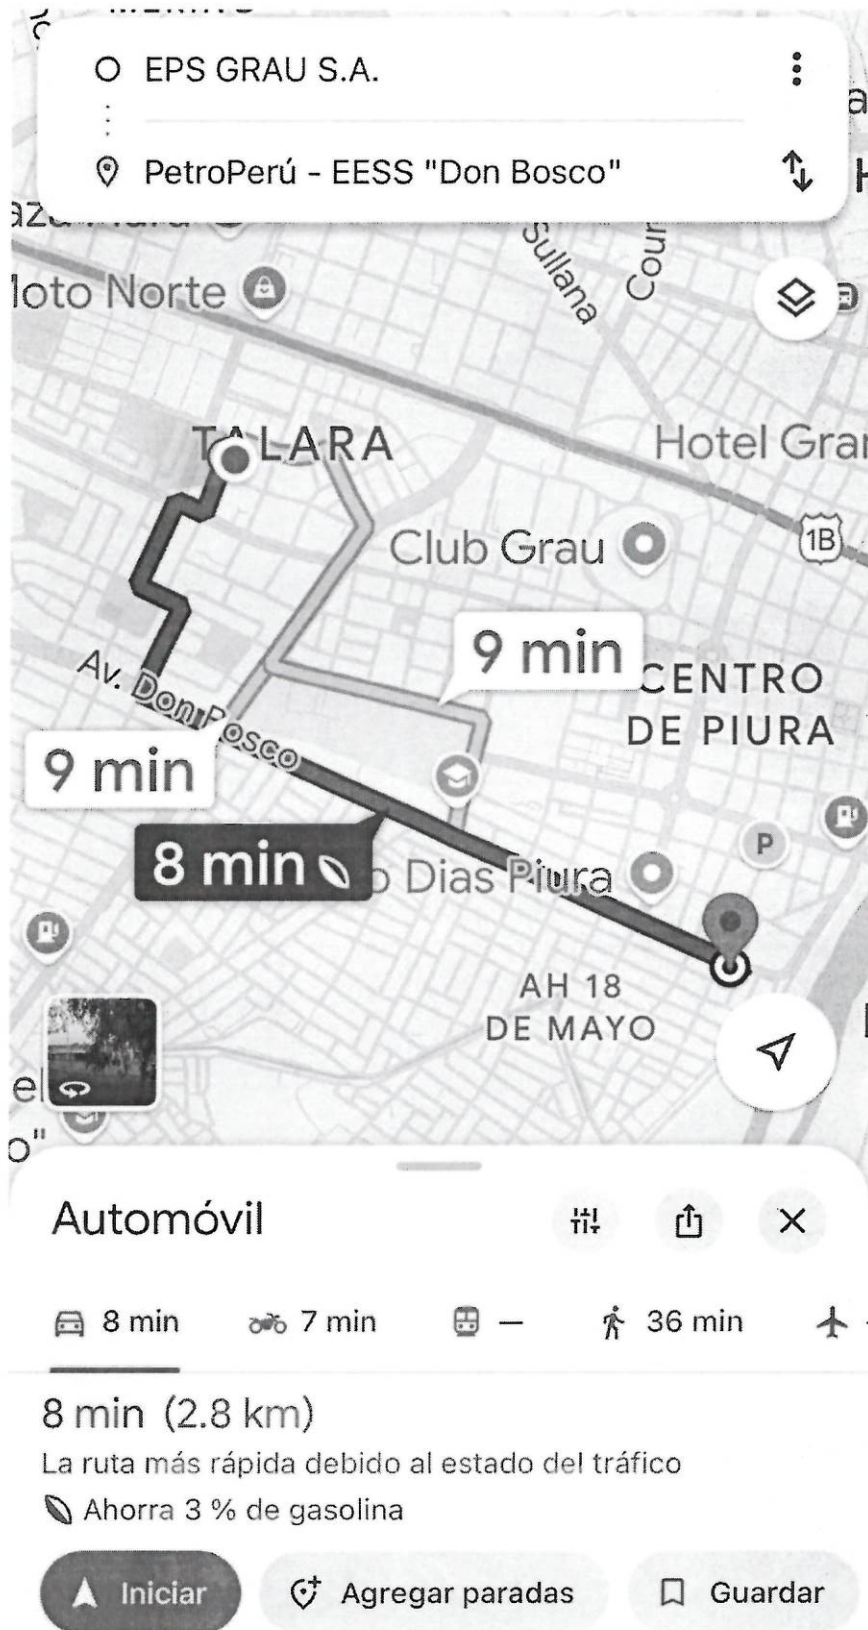 EPS GRAU S.A.
PetroPerú - EESS "Don Bosco"
Sullana
Cour
Moto Norte
TALARA
Hotel Gran
Club Grau
1B
9 min
CENTRO
DE PIURA
Av. Don Bosco
9 min
P
8 min
o Dias Piura
AH 18
DE MAYO
el
o"
Automóvil
8 min
7 min
—
36 min
8 min (2.8 km)
La ruta más rápida debido al estado del tráfico
Ahorra 3 % de gasolina
Iniciar
Agregar paradas
Guardar